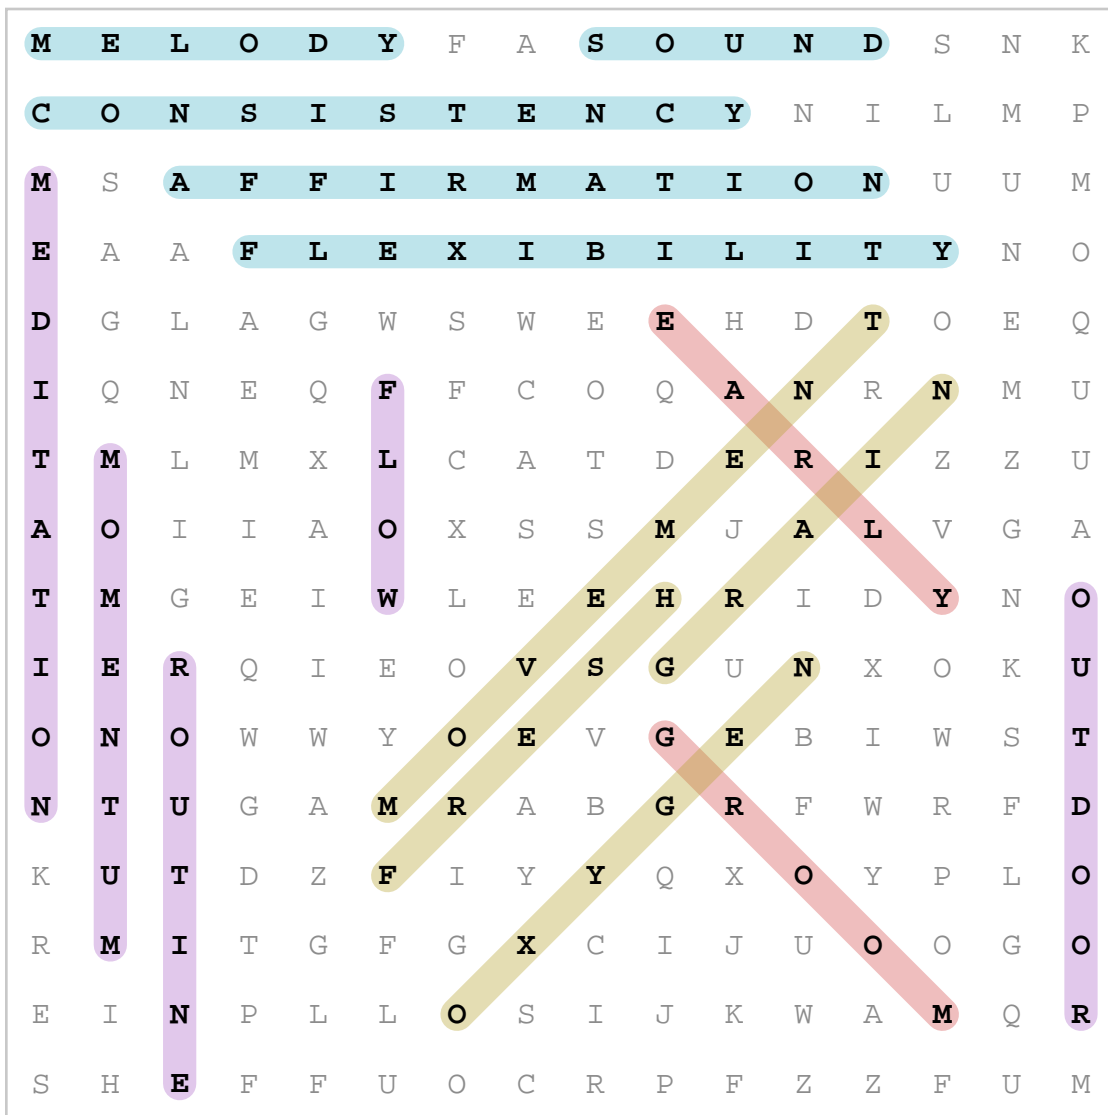 M E L O D Y F A S O U N D S N K
C O N S I S T E N C Y N I L M P
M S A F F I R M A T I O N U U M
E A A F L E X I B I L I T Y N O
D G L A G W S W E E H D T O E Q
I Q N E Q F F C O Q A N R N M U
T M L M X L C A T D E R I Z Z U
A O I I A O X S S M J A L V G A
T M G E I W L E E H R I D Y N O
I E R Q I E O V S G U N X O K U
O N O W W Y O E V G E B I W S T
N T U G A M R A B G R F W R F D
K U T D Z F I Y Y Q X O Y P L O
R M I T G F G X C I J U O O G O
E I N P L L O S I J K W A M Q R
S H E F F U O C R P F Z Z F U M